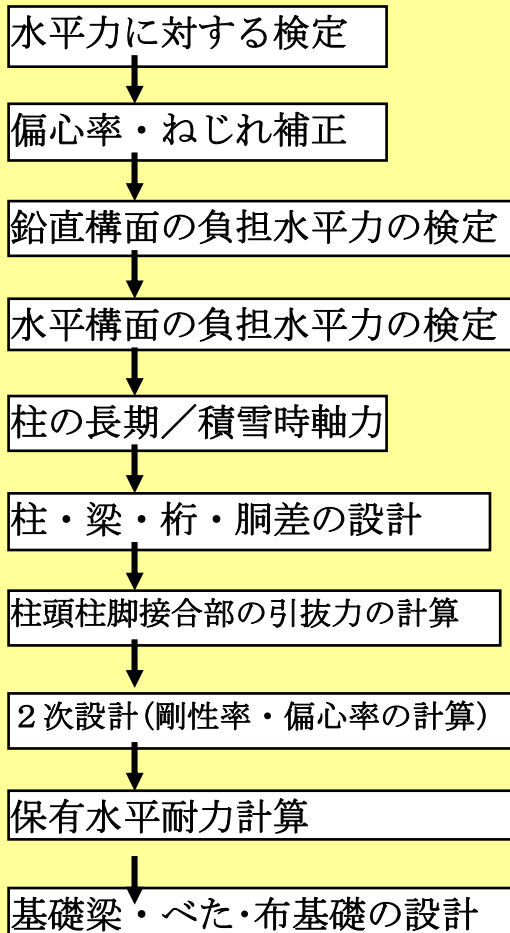 水平力に対する検定
偏心率・ねじれ補正
鉛直構面の負担水平力の検定
水平構面の負担水平力の検定
柱の長期／積雪時軸力
柱・梁・桁・胴差の設計
柱頭柱脚接合部の引抜力の計算
２次設計(剛性率・偏心率の計算)
保有水平耐力計算
基礎梁・べた・布基礎の設計